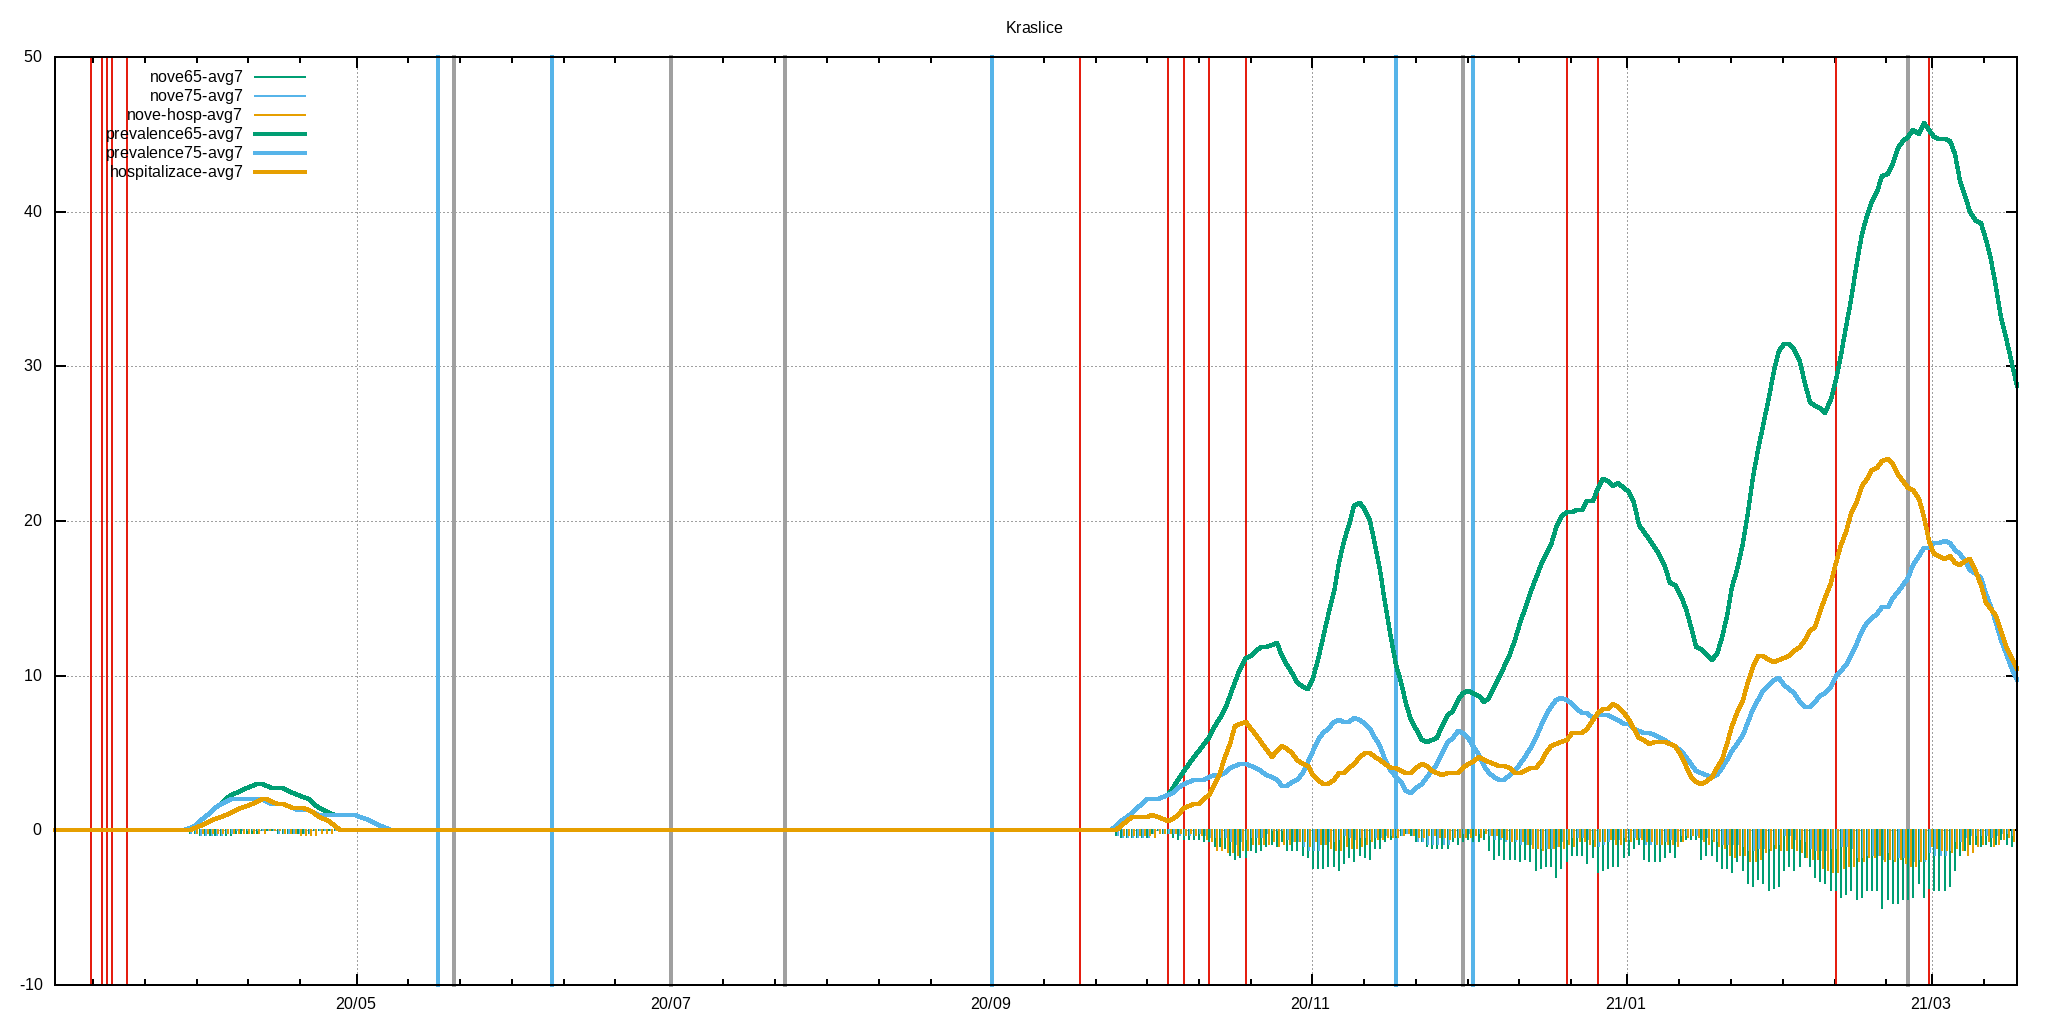 Kraslice
50
nove65-avg7
nove75-avg7
nove-hosp-avg7
prevalence65-avg7
prevalence75-avg7
hospitalizace-avg7
40
30
20
10
0
-10
20/05 20/07 20/09 20/11 21/01 21/03